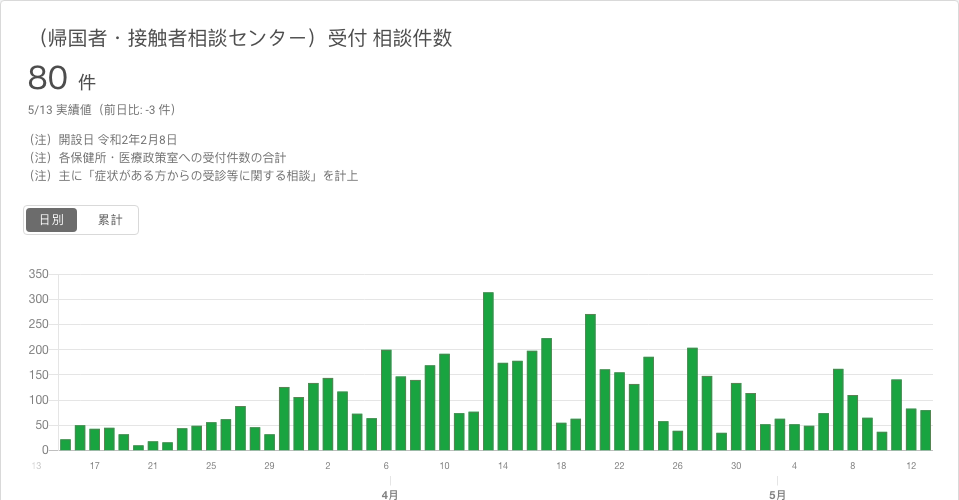 （帰国者・接触者相談センター）受付 相談件数
80 件
5/13 実績値（前日比: -3 件）
（注）開設日 令和2年2月8日
（注）各保健所・医療政策室への受付件数の合計
（注）主に「症状がある方からの受診等に関する相談」を計上
日別 累計
350
300
250
200
150
100
50
0
13 17 21 25 29 2 6 10 14 18 22 26 30 4 8 12
4月 5月